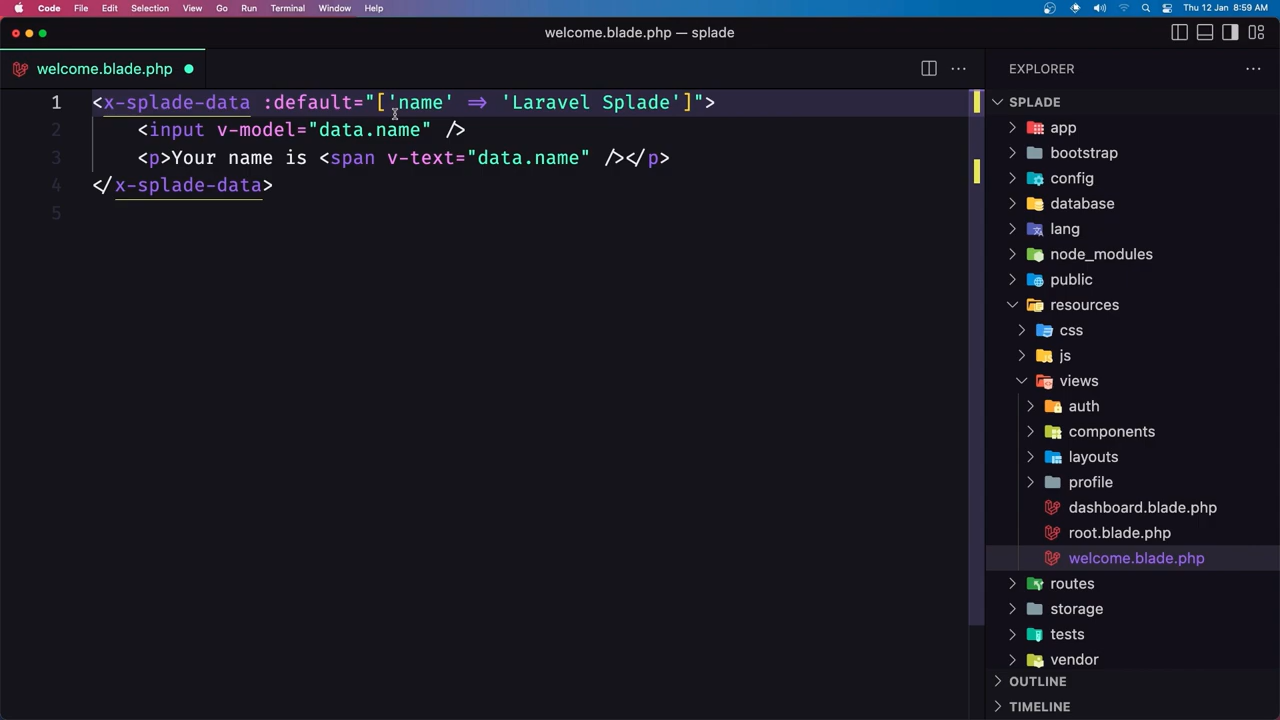 Code File Edit Selection View Go Run Terminal Window Help Thu 12 Jan 8:59 AM
welcome.blade.php — splade
welcome.blade.php
EXPLORER
1 <x-splade-data :default="['name' => 'Laravel Splade']">
2 <input v-model="data.name" />
3 <p>Your name is <span v-text="data.name" /></p>
4 </x-splade-data>
5
SPLADE
app
bootstrap
config
database
lang
node_modules
public
resources
css
js
views
auth
components
layouts
profile
dashboard.blade.php
root.blade.php
welcome.blade.php
routes
storage
tests
vendor
OUTLINE
TIMELINE